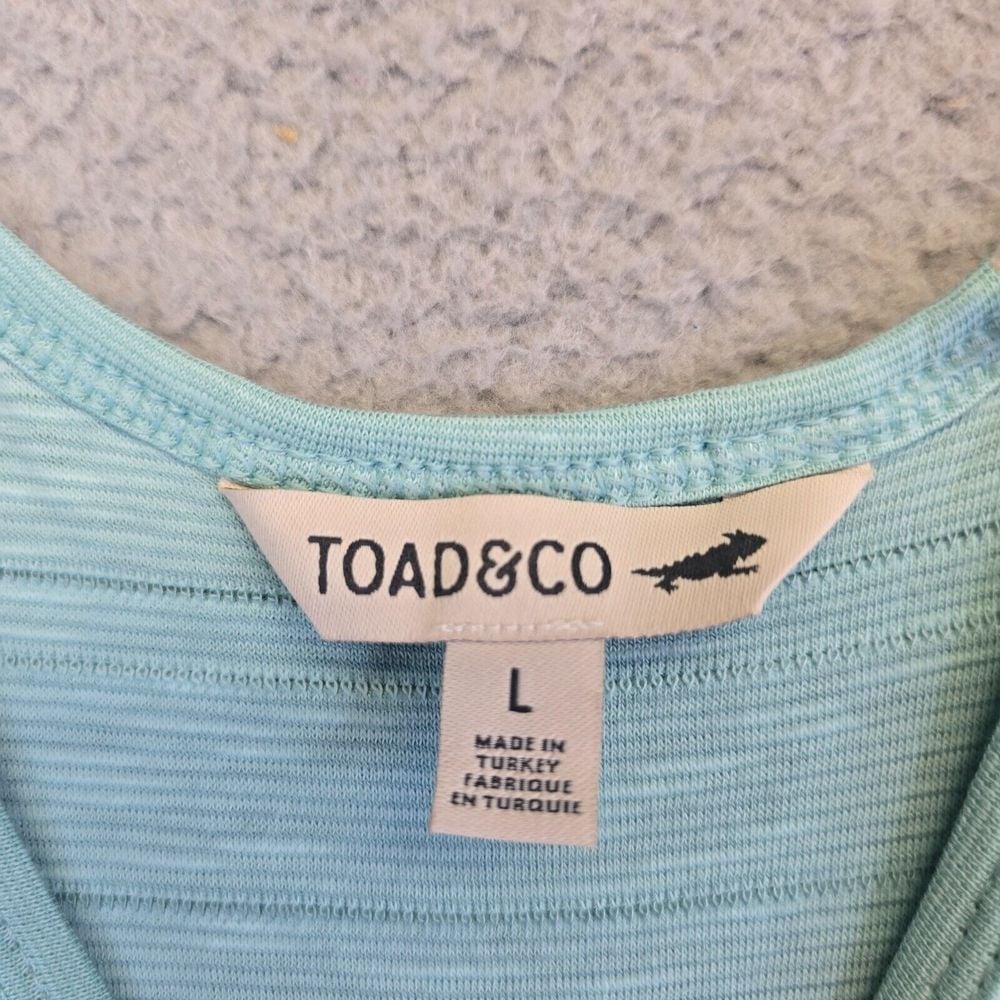 TOAD&CO
L
MADE IN
TURKEY
FABRIQUE
EN TURQUIE